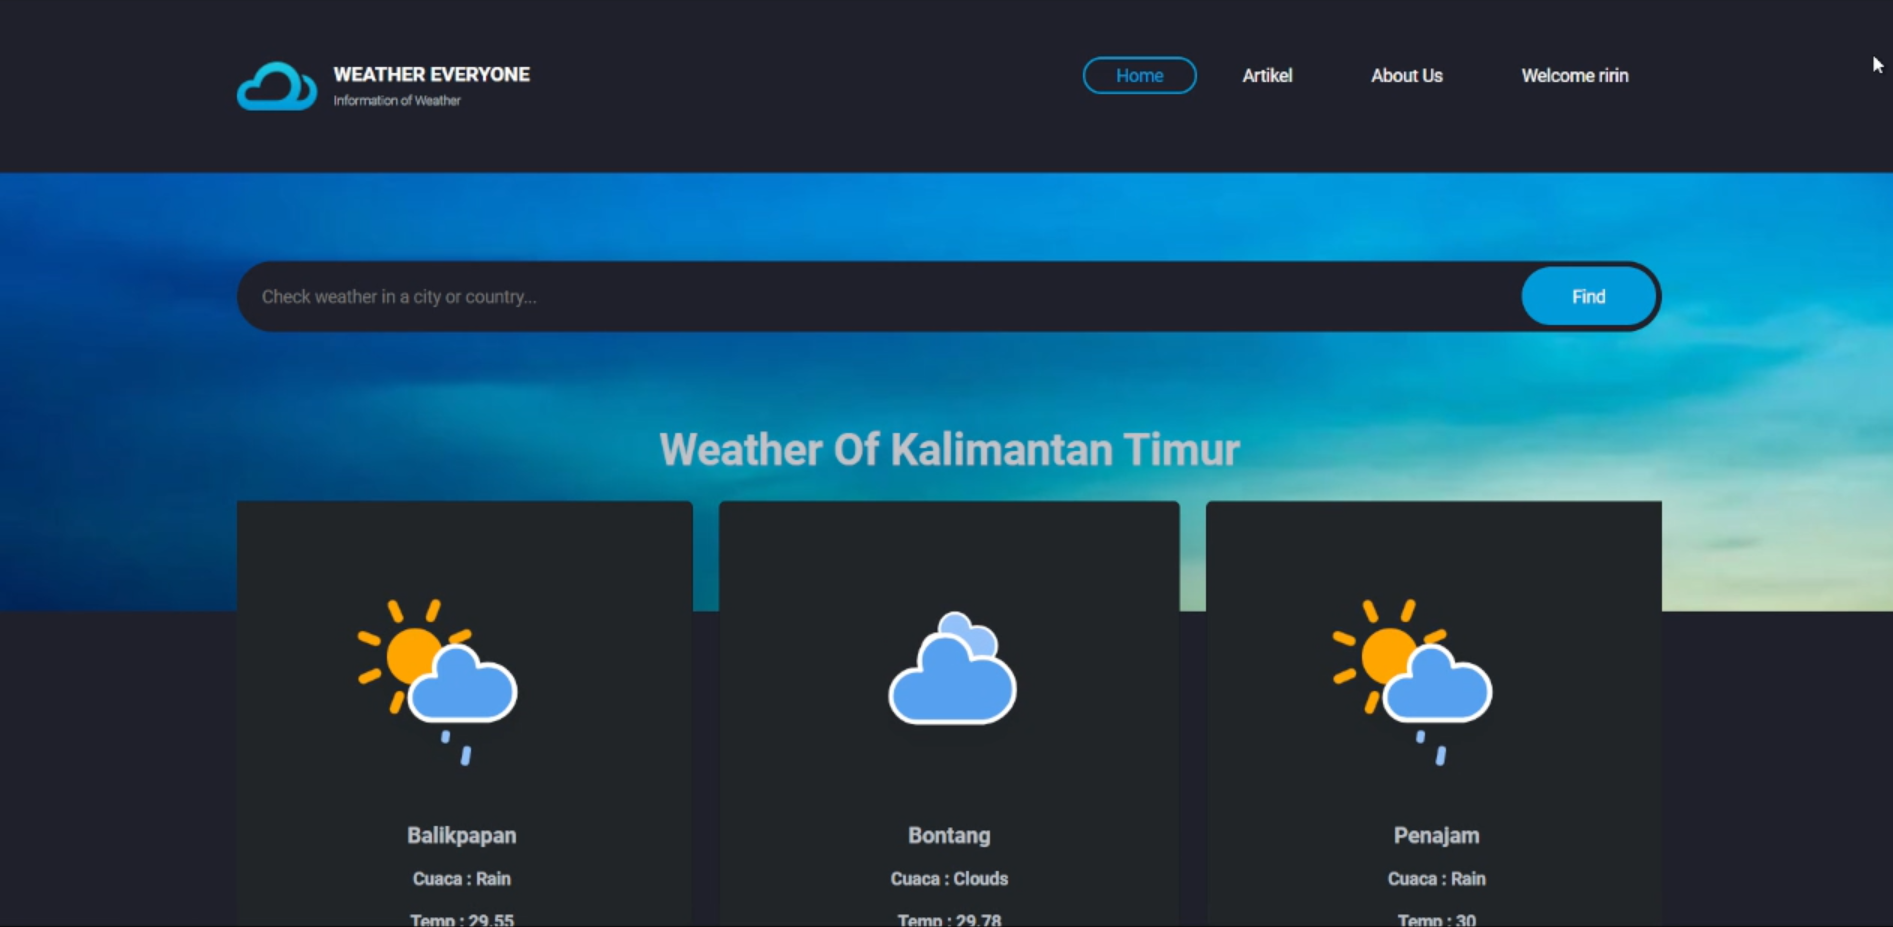 WEATHER EVERYONE
Information of Weather
Home Artikel About Us Welcome ririn
Check weather in a city or country...
Find
Weather Of Kalimantan Timur
Balikpapan
Cuaca : Rain
Temp : 29.55
Bontang
Cuaca : Clouds
Temp : 29.78
Penajam
Cuaca : Rain
Temp : 30